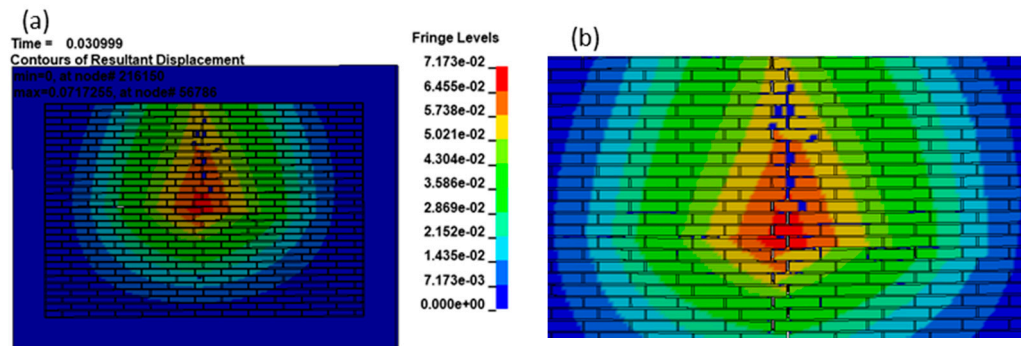 (a)
Time = 0.030999
Contours of Resultant Displacement
min=0, at node# 216150
max=0.0717255, at node# 56786
Fringe Levels
7.173e-02
6.455e-02
5.738e-02
5.021e-02
4.304e-02
3.586e-02
2.869e-02
2.152e-02
1.435e-02
7.173e-03
0.000e+00
(b)